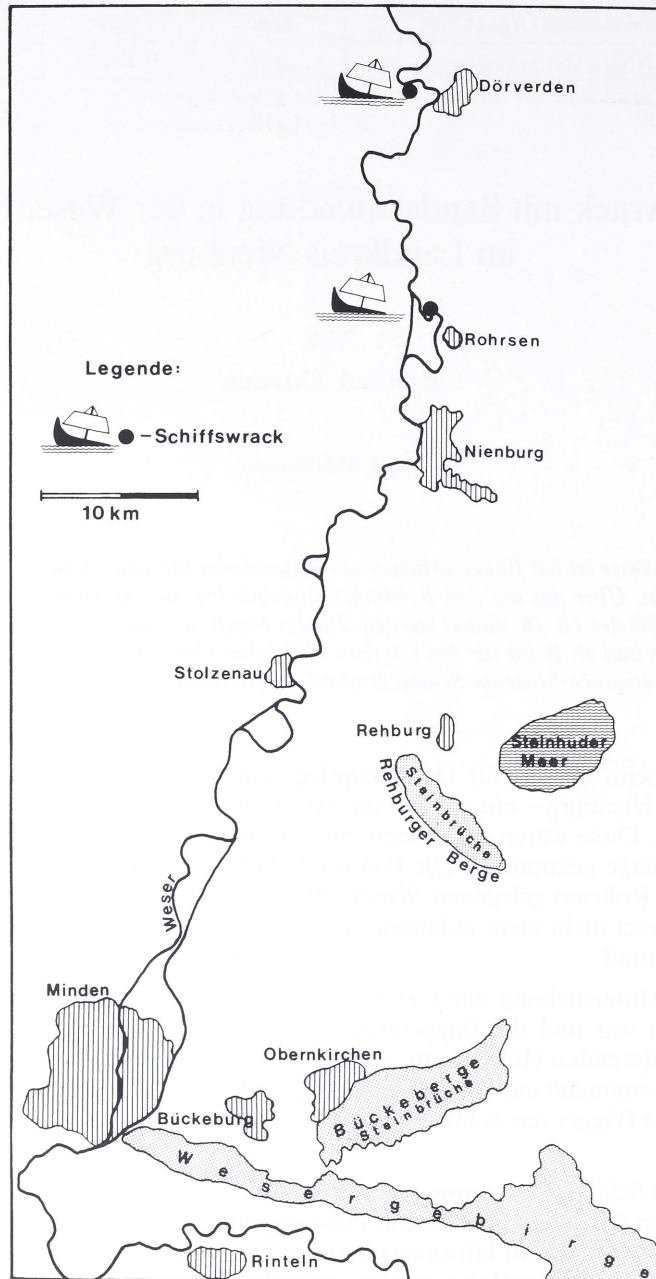 Dörverden
Rohrsen
Legende:
–Schiffswrack
10 km
Nienburg
Stolzenau
Rehburg
Steinhuder
Meer
Steinbrüche
Rehburger Berge
Weser
Minden
Obernkirchen
Bückeberge
Steinbrüche
Bückeburg
Wesergebirge
Rinteln